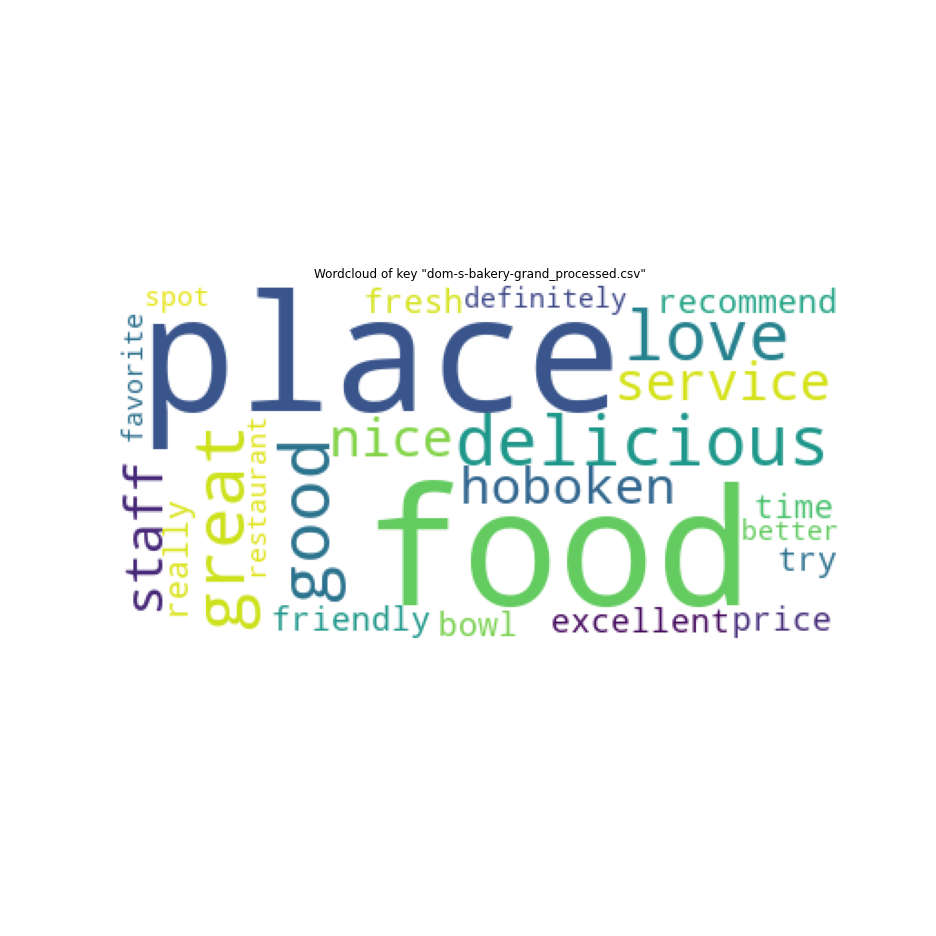 Wordcloud of key "dom-s-bakery-grand_processed.csv"
spot
fresh
definitely
recommend
favorite
place
love
service
nice
delicious
staff
really
great
restaurant
good
hoboken
food
time
better
try
friendly
bowl
excellent
price